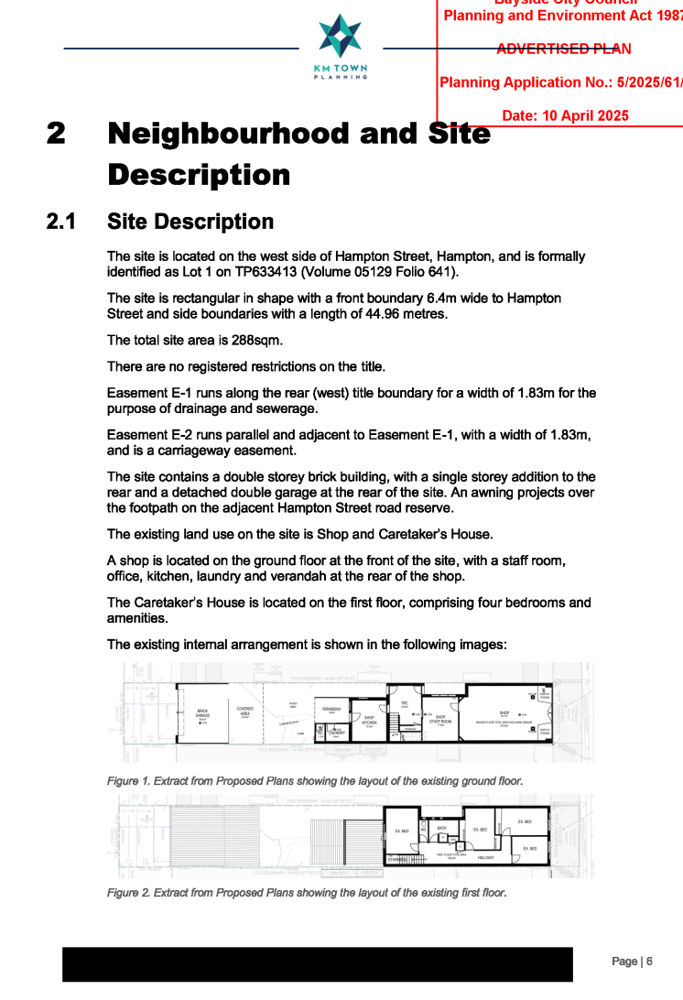 Bayside City Council
Planning and Environment Act 1987
ADVERTISED PLAN
Planning Application No.: 5/2025/61/
Date: 10 April 2025
KM TOWN
PLANNING
2 Neighbourhood and Site
Description
2.1 Site Description
The site is located on the west side of Hampton Street, Hampton, and is formally
identified as Lot 1 on TP633413 (Volume 05129 Folio 641).
The site is rectangular in shape with a front boundary 6.4m wide to Hampton
Street and side boundaries with a length of 44.96 metres.
The total site area is 288sqm.
There are no registered restrictions on the title.
Easement E-1 runs along the rear (west) title boundary for a width of 1.83m for the
purpose of drainage and sewerage.
Easement E-2 runs parallel and adjacent to Easement E-1, with a width of 1.83m,
and is a carriageway easement.
The site contains a double storey brick building, with a single storey addition to the
rear and a detached double garage at the rear of the site. An awning projects over
the footpath on the adjacent Hampton Street road reserve.
The existing land use on the site is Shop and Caretaker's House.
A shop is located on the ground floor at the front of the site, with a staff room,
office, kitchen, laundry and verandah at the rear of the shop.
The Caretaker's House is located on the first floor, comprising four bedrooms and
amenities.
The existing internal arrangement is shown in the following images:
BRICK
GARAGE
COVERED
AREA
PAVED
AREA
VERANDAH
WC
LAUNDRY
SHOP
KITCHEN
SHOP
STAFF ROOM
SHOP
Figure 1. Extract from Proposed Plans showing the layout of the existing ground floor.
EX. BED
WC
BATH
EX. BED
EX. BED
EX. BED
STAIRWELL
HALLWAY
Figure 2. Extract from Proposed Plans showing the layout of the existing first floor.
Page | 6